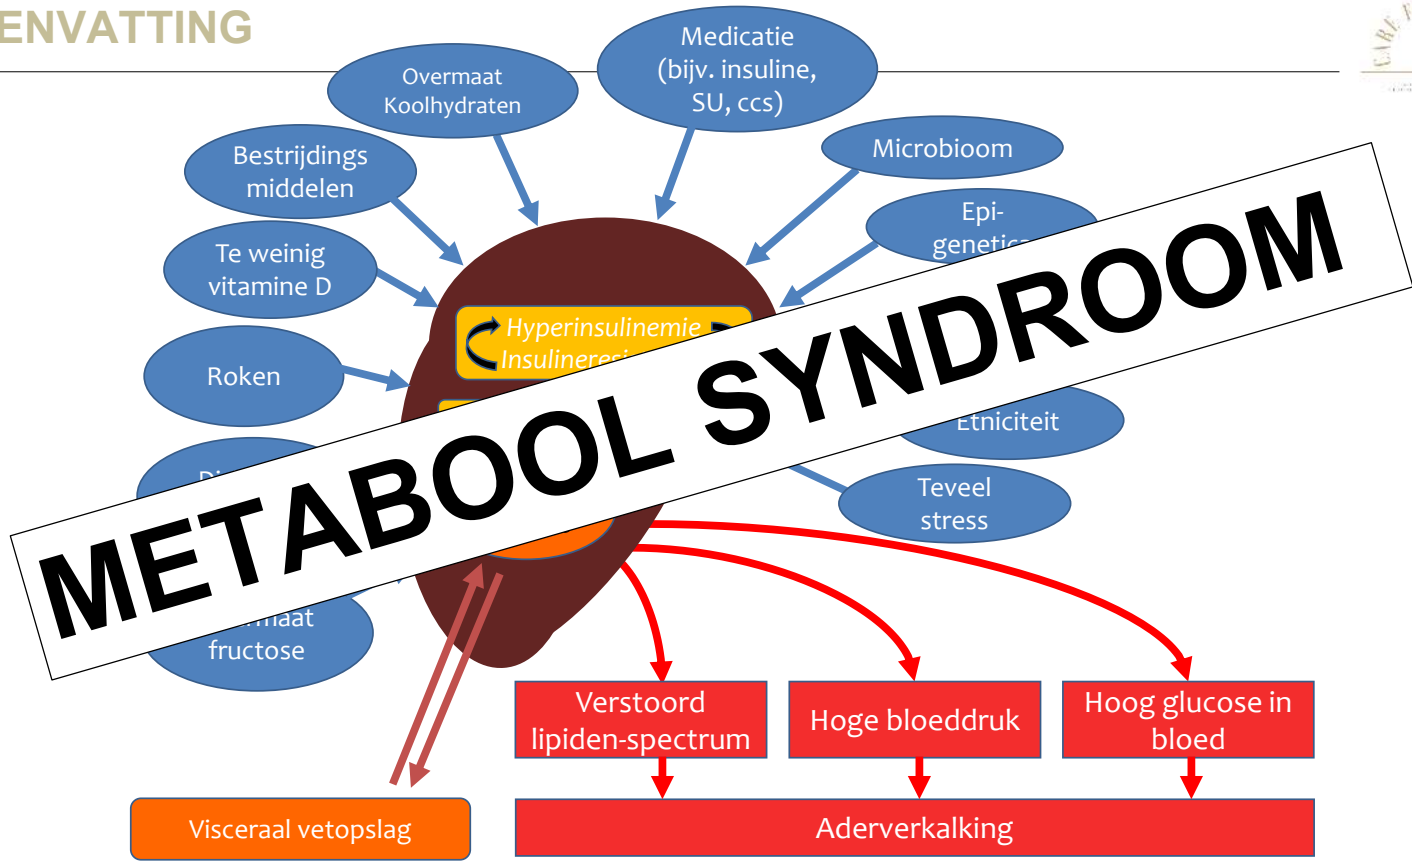 ENVATTING
Medicatie
(bijv. insuline,
SU, ccs)
Overmaat
Koolhydraten
Microbioom
Bestrijdings
middelen
Epi-
Te weinig
vitamine D
Hyperinsulinemie
Roken
METABOOL SYNDROOM
Etniciteit
Teveel
stress
fructose
Verstoord
lipiden-spectrum
Hoge bloeddruk
Hoog glucose in
bloed
Visceraal vetopslag
Aderverkalking